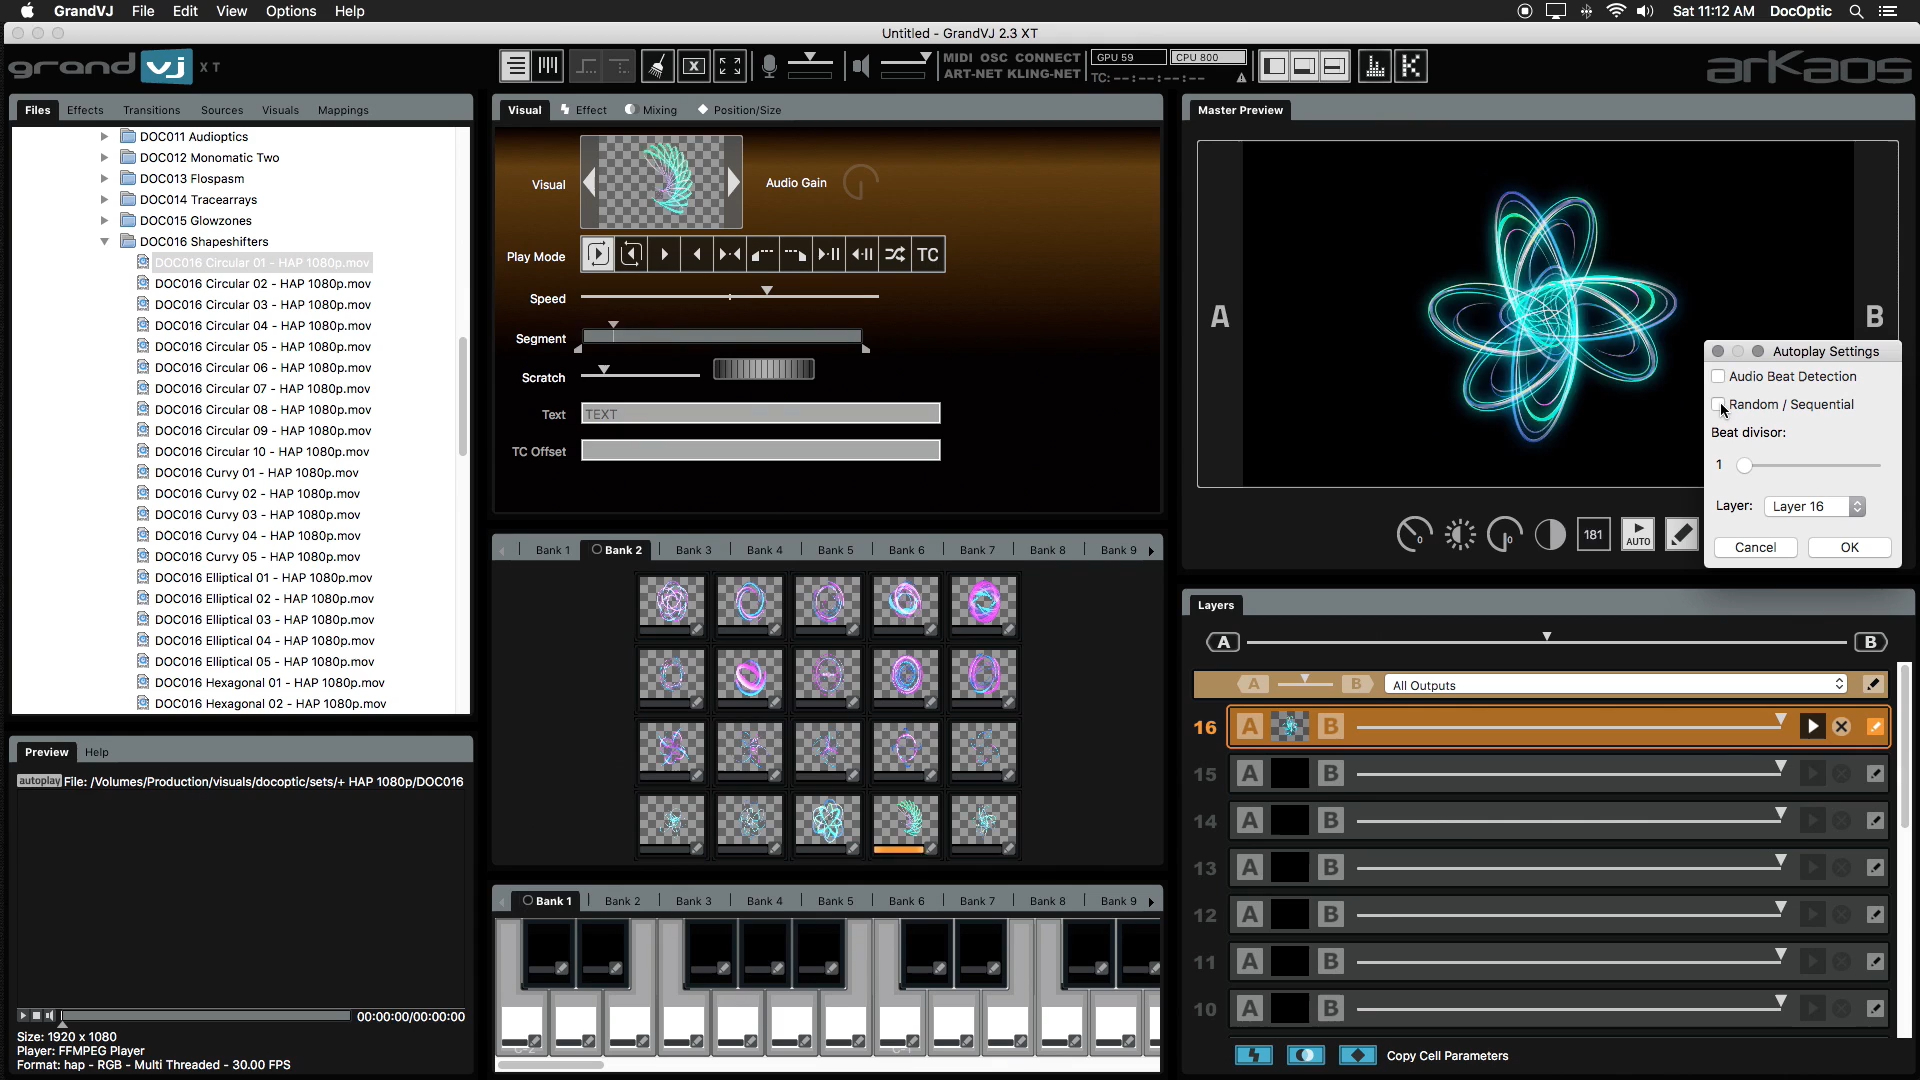 GrandVJ File Edit View Options Help
Sat 11:12 AM DocOptic
Untitled - GrandVJ 2.3 XT
grand vj XT
MIDI OSC CONNECT
ART-NET KLING-NET
GPU 59 CPU 800
TC: --:--:--:--
arKaos
Files Effects Transitions Sources Visuals Mappings
DOC011 Audioptics
DOC012 Monomatic Two
DOC013 Flospasm
DOC014 Tracearrays
DOC015 Glowzones
DOC016 Shapeshifters
DOC016 Circular 01 - HAP 1080p.mov
DOC016 Circular 02 - HAP 1080p.mov
DOC016 Circular 03 - HAP 1080p.mov
DOC016 Circular 04 - HAP 1080p.mov
DOC016 Circular 05 - HAP 1080p.mov
DOC016 Circular 06 - HAP 1080p.mov
DOC016 Circular 07 - HAP 1080p.mov
DOC016 Circular 08 - HAP 1080p.mov
DOC016 Circular 09 - HAP 1080p.mov
DOC016 Circular 10 - HAP 1080p.mov
DOC016 Curvy 01 - HAP 1080p.mov
DOC016 Curvy 02 - HAP 1080p.mov
DOC016 Curvy 03 - HAP 1080p.mov
DOC016 Curvy 04 - HAP 1080p.mov
DOC016 Curvy 05 - HAP 1080p.mov
DOC016 Elliptical 01 - HAP 1080p.mov
DOC016 Elliptical 02 - HAP 1080p.mov
DOC016 Elliptical 03 - HAP 1080p.mov
DOC016 Elliptical 04 - HAP 1080p.mov
DOC016 Elliptical 05 - HAP 1080p.mov
DOC016 Hexagonal 01 - HAP 1080p.mov
DOC016 Hexagonal 02 - HAP 1080p.mov
Preview Help
autoplay File: /Volumes/Production/visuals/docoptic/sets/+ HAP 1080p/DOC016
00:00:00/00:00:00
Size: 1920 x 1080
Player: FFMPEG Player
Format: hap - RGB - Multi Threaded - 30.00 FPS
Visual Effect Mixing Position/Size
Visual
Audio Gain
Play Mode
TC
Speed
Segment
Scratch
Text
TEXT
TC Offset
Bank 1 Bank 2 Bank 3 Bank 4 Bank 5 Bank 6 Bank 7 Bank 8 Bank 9
Bank 1 Bank 2 Bank 3 Bank 4 Bank 5 Bank 6 Bank 7 Bank 8 Bank 9
Master Preview
A
B
0
0
181
AUTO
Autoplay Settings
Audio Beat Detection
Random / Sequential
Beat divisor:
1
Layer: Layer 16
Cancel OK
Layers
A B
A B All Outputs
16 A B
15 A B
14 A B
13 A B
12 A B
11 A B
10 A B
Copy Cell Parameters